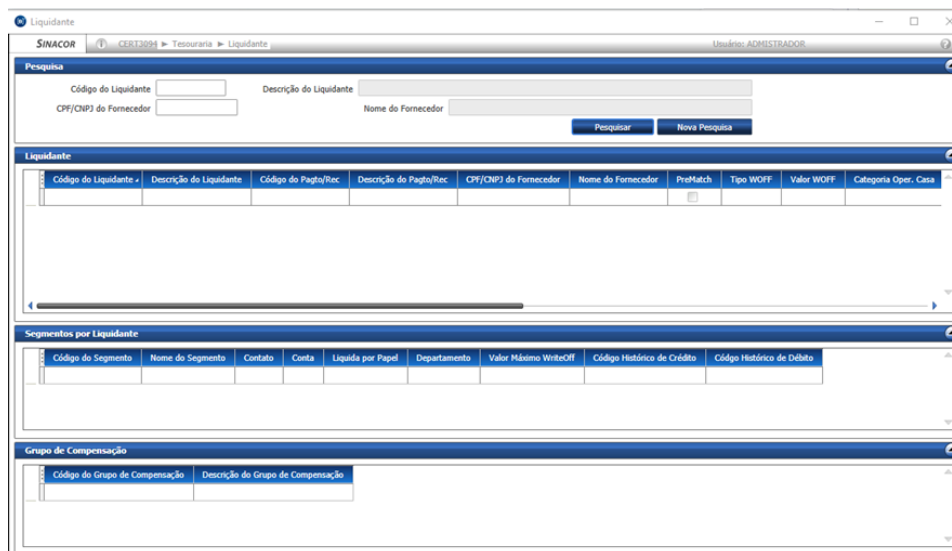 Liquidante
SINACOR CERT3094 ► Tesouraria ► Liquidante Usuário: ADMISTRADOR
Pesquisa
Código do Liquidante Descrição do Liquidante
CPF/CNPJ do Fornecedor Nome do Fornecedor
Pesquisar Nova Pesquisa
Liquidante
Código do Liquidante Descrição do Liquidante Código do Pagto/Rec Descrição do Pagto/Rec CPF/CNPJ do Fornecedor Nome do Fornecedor PreMatch Tipo WOFF Valor WOFF Categoria Oper. Casa
Segmentos por Liquidante
Código do Segmento Nome do Segmento Contato Conta Liquida por Papel Departamento Valor Máximo WriteOff Código Histórico de Crédito Códgo Histórico de Débito
Grupo de Compensação
Código do Grupo de Compensação Descrição do Grupo de Compensação